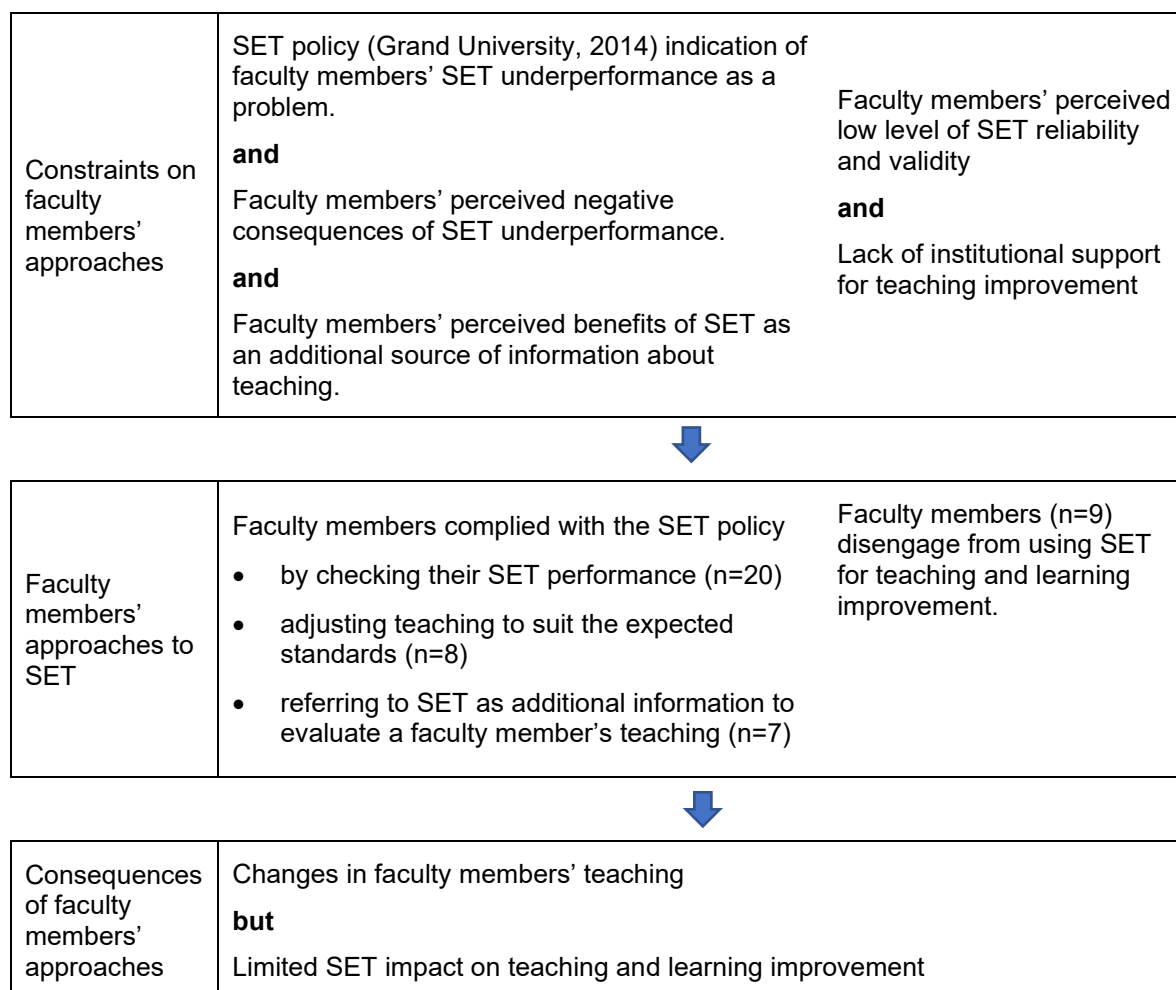 Constraints on
faculty
members’
approaches
SET policy (Grand University, 2014) indication of
faculty members’ SET underperformance as a
problem.
and
Faculty members’ perceived negative
consequences of SET underperformance.
and
Faculty members’ perceived benefits of SET as
an additional source of information about
teaching.
Faculty members’ perceived
low level of SET reliability
and validity
and
Lack of institutional support
for teaching improvement
Faculty
members’
approaches to
SET
Faculty members complied with the SET policy
• by checking their SET performance (n=20)
• adjusting teaching to suit the expected
standards (n=8)
• referring to SET as additional information to
evaluate a faculty member’s teaching (n=7)
Faculty members (n=9)
disengage from using SET
for teaching and learning
improvement.
Consequences
of faculty
members’
approaches
Changes in faculty members’ teaching
but
Limited SET impact on teaching and learning improvement